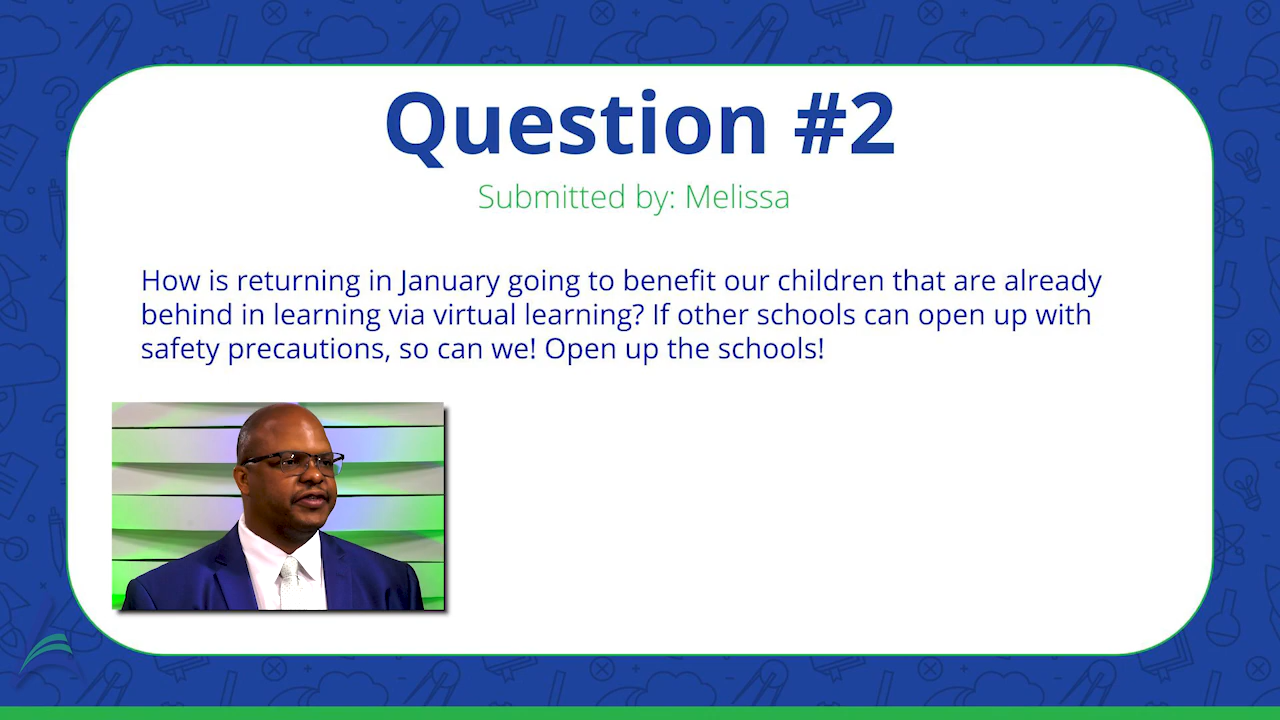 Question #2
Submitted by: Melissa
How is returning in January going to benefit our children that are already
behind in learning via virtual learning? If other schools can open up with
safety precautions, so can we! Open up the schools!